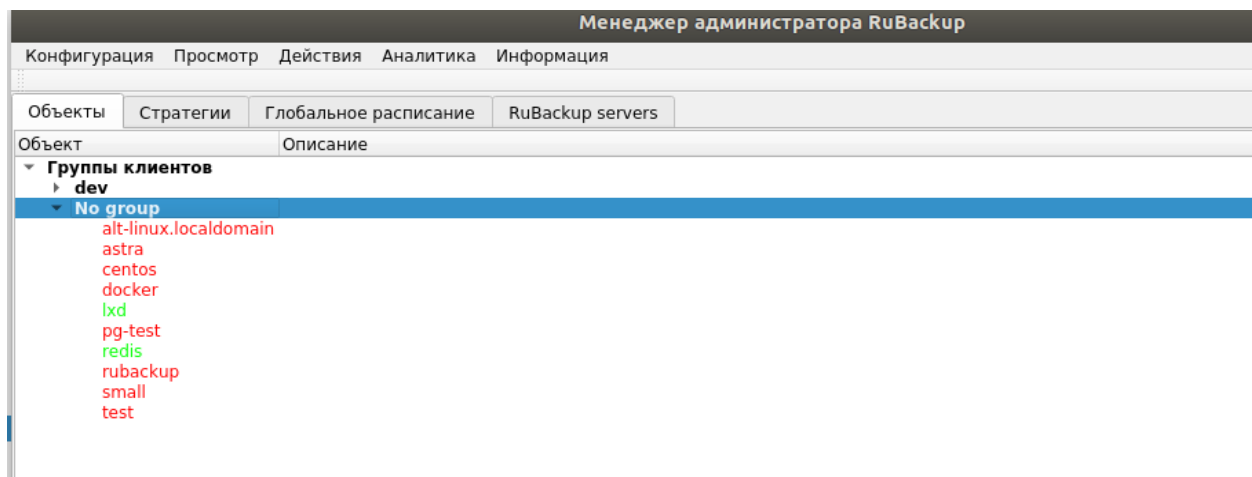 Менеджер администратора RuBackup
Конфигурация Просмотр Действия Аналитика Информация
Объекты Стратегии Глобальное расписание RuBackup servers
Объект Описание
Группы клиентов
dev
No group
alt-linux.localdomain
astra
centos
docker
lxd
pg-test
redis
rubackup
small
test